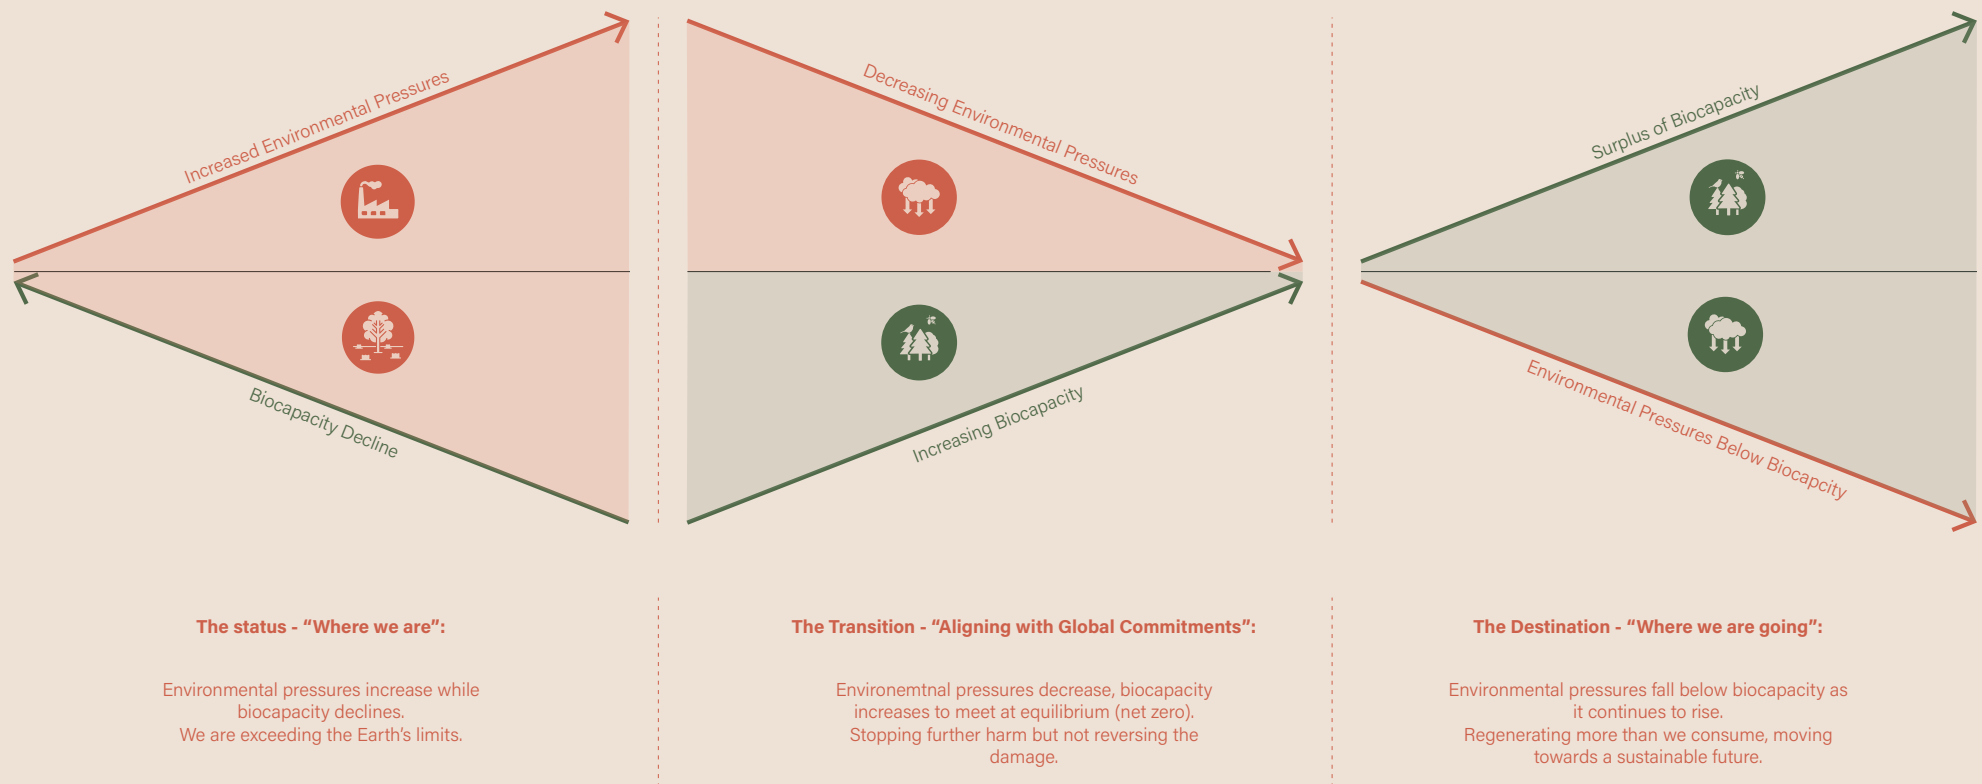 Increased Environmental Pressures
Biocapacity Decline
Decreasing Environmental Pressures
Increasing Biocapacity
Surplus of Biocapacity
Environmental Pressures Below Biocapcity
The status - “Where we are”:
Environmental pressures increase while
biocapacity declines.
We are exceeding the Earth’s limits.
The Transition - “Aligning with Global Commitments”:
Environemtnal pressures decrease, biocapacity
increases to meet at equilibrium (net zero).
Stopping further harm but not reversing the
damage.
The Destination - “Where we are going”:
Environmental pressures fall below biocapacity as
it continues to rise.
Regenerating more than we consume, moving
towards a sustainable future.